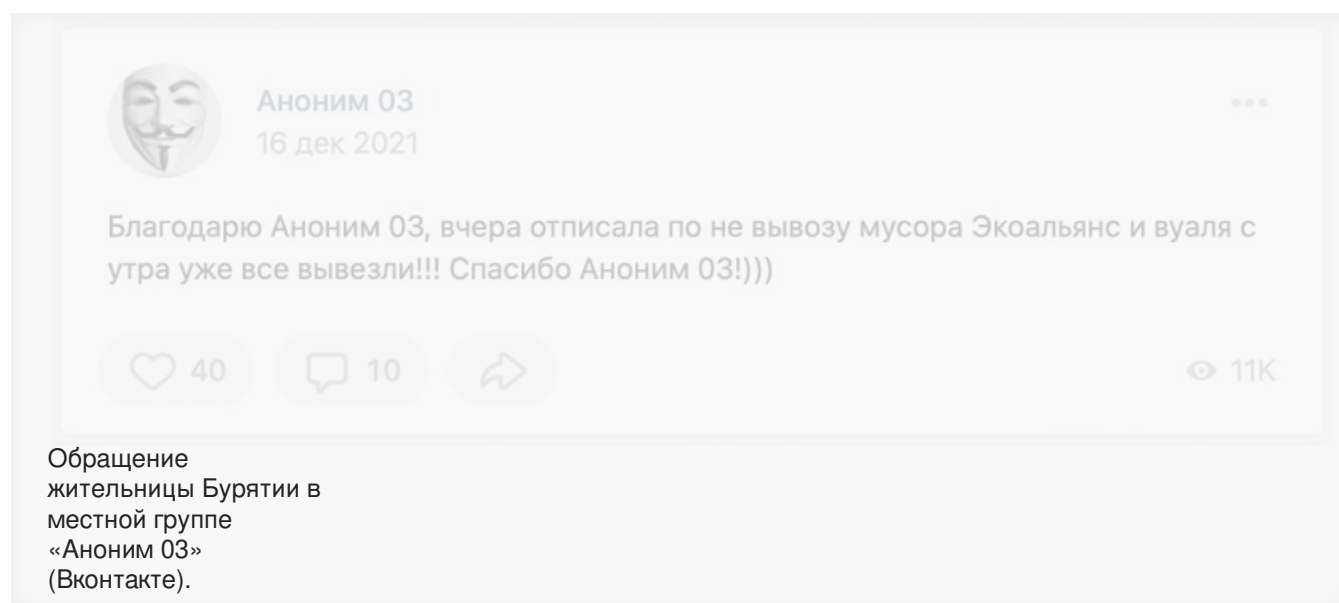 Аноним 03
16 дек 2021
Благодарю Аноним 03, вчера отписала по не вывозу мусора Экоальянс и вуаля с
утра уже все вывезли!!! Спасибо Аноним 03!)))
40 10 11K
Обращение
жительницы Бурятии в
местной группе
«Аноним 03»
(Вконтакте).